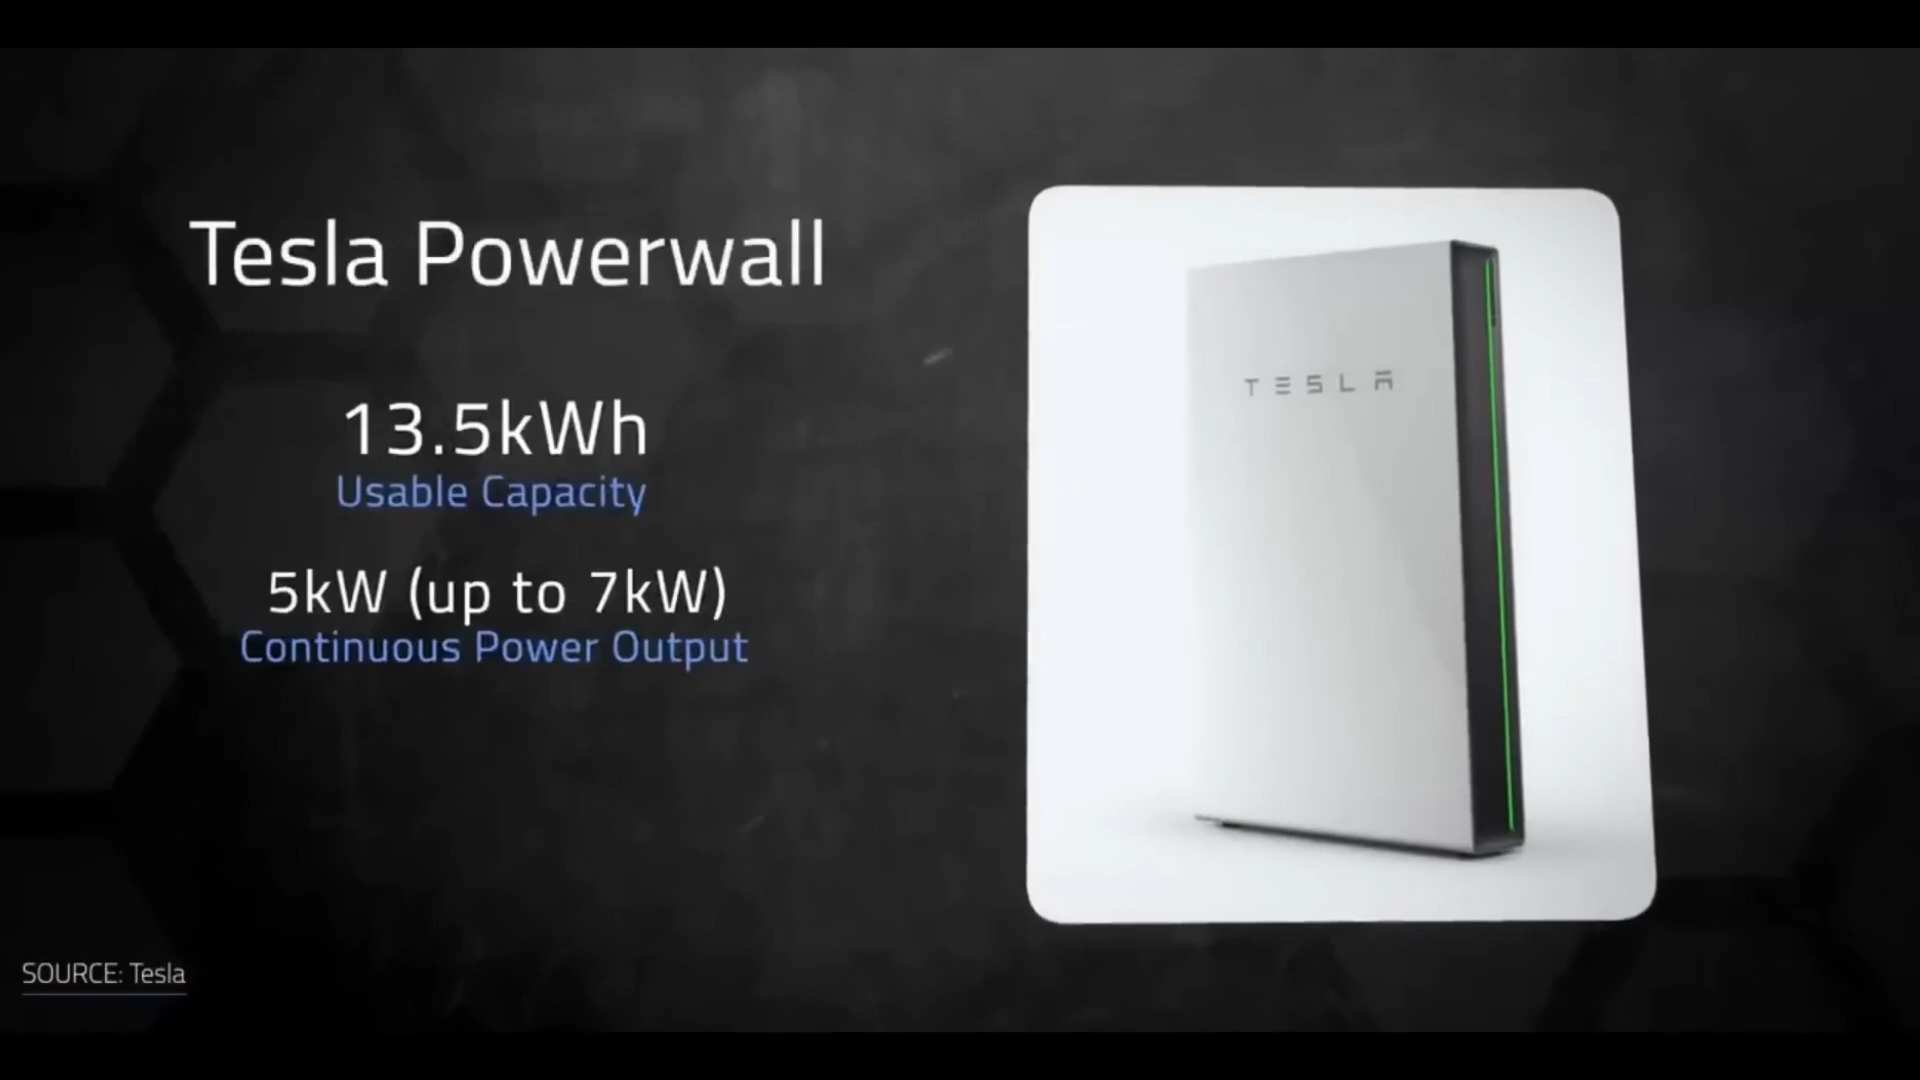 Tesla Powerwall
13.5kWh
Usable Capacity
5kW (up to 7kW)
Continuous Power Output
TESLA
SOURCE: Tesla